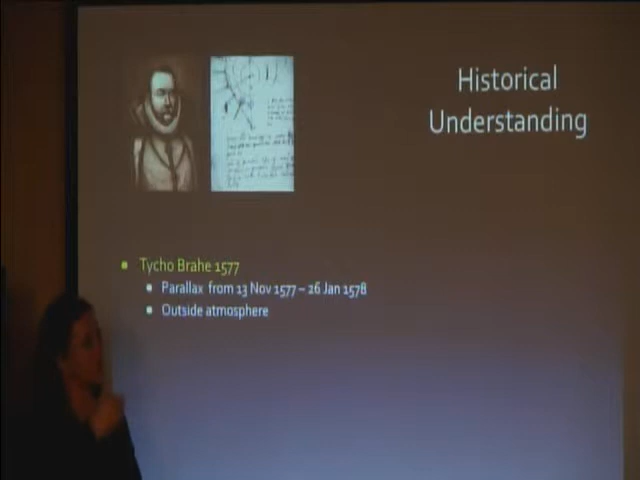 Historical
Understanding
Tycho Brahe 1577
Parallax from 13 Nov 1577 – 26 Jan 1578
Outside atmosphere